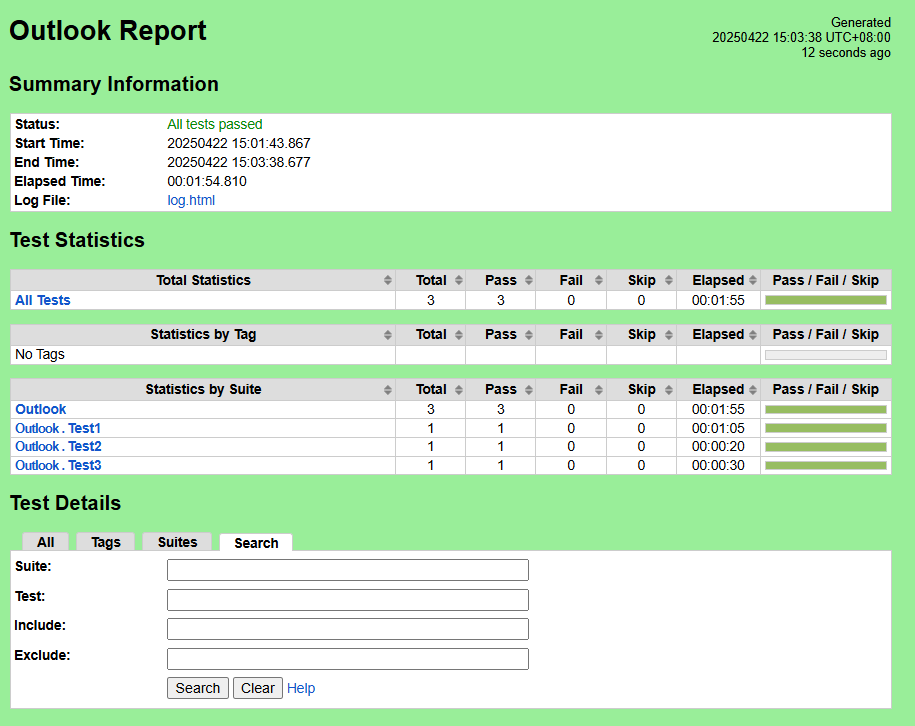 Outlook Report
Generated
20250422 15:03:38 UTC+08:00
12 seconds ago
Summary Information
Status: All tests passed
Start Time: 20250422 15:01:43.867
End Time: 20250422 15:03:38.677
Elapsed Time: 00:01:54.810
Log File: log.html
Test Statistics
Total Statistics Total Pass Fail Skip Elapsed Pass / Fail / Skip
All Tests 3 3 0 0 00:01:55
Statistics by Tag Total Pass Fail Skip Elapsed Pass / Fail / Skip
No Tags
Statistics by Suite Total Pass Fail Skip Elapsed Pass / Fail / Skip
Outlook 3 3 0 0 00:01:55
Outlook . Test1 1 1 0 0 00:01:05
Outlook . Test2 1 1 0 0 00:00:20
Outlook . Test3 1 1 0 0 00:00:30
Test Details
All Tags Suites Search
Suite:
Test:
Include:
Exclude:
Search Clear Help